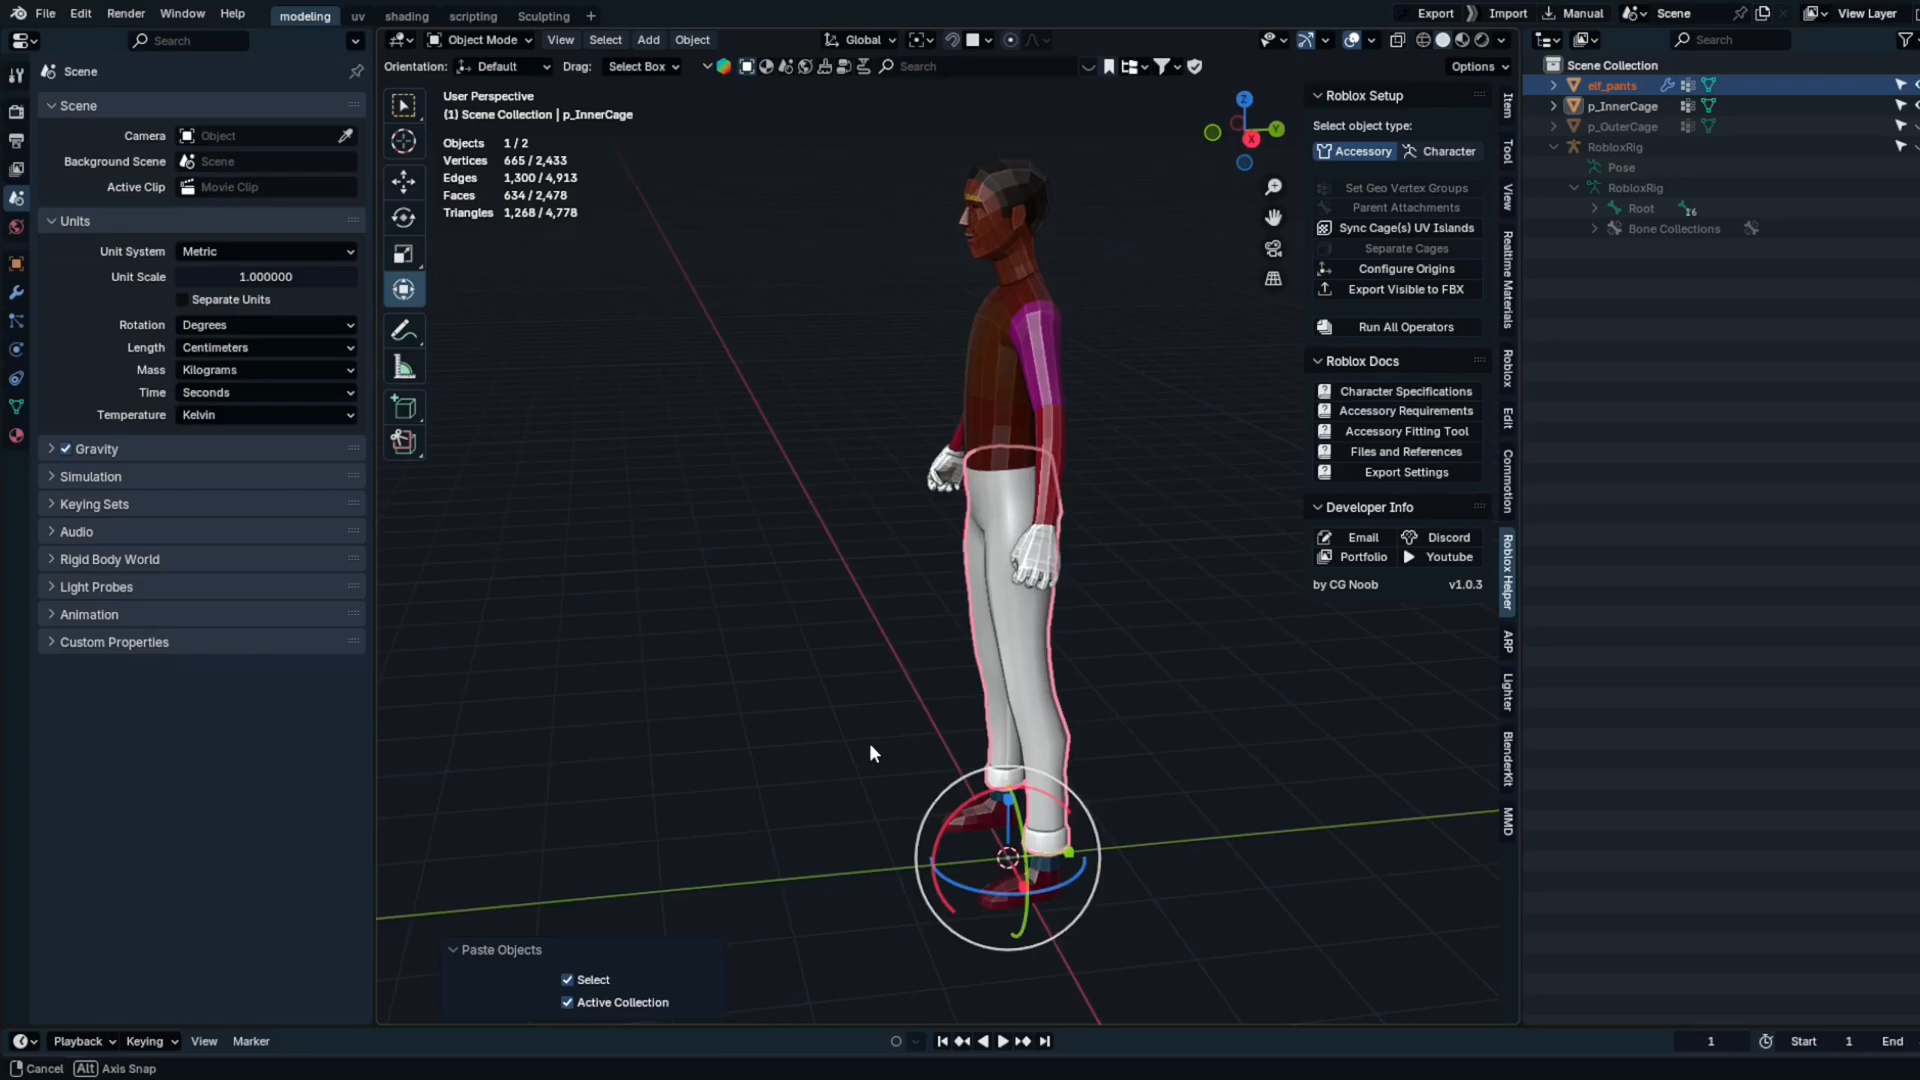 File Edit Render Window Help modeling uv shading scripting Sculpting + Export Import Manual Scene View Layer
Search Object Mode View Select Add Object Global Search
Orientation: Default Drag: Select Box Search Options
Scene
Scene
Camera Object
Background Scene Scene
Active Clip Movie Clip
Units
Unit System Metric
Unit Scale 1.000000
Separate Units
Rotation Degrees
Length Centimeters
Mass Kilograms
Time Seconds
Temperature Kelvin
Gravity
Simulation
Keying Sets
Audio
Rigid Body World
Light Probes
Animation
Custom Properties
User Perspective
(1) Scene Collection | p_InnerCage
Objects 1 / 2
Vertices 665 / 2,433
Edges 1,300 / 4,913
Faces 634 / 2,478
Triangles 1,268 / 4,778
Z
Y
X
Roblox Setup
Select object type:
Accessory Character
Set Geo Vertex Groups
Parent Attachments
Sync Cage(s) UV Islands
Separate Cages
Configure Origins
Export Visible to FBX
Run All Operators
Roblox Docs
Character Specifications
Accessory Requirements
Accessory Fitting Tool
Files and References
Export Settings
Developer Info
Email Discord
Portfolio Youtube
by CG Noob v1.0.3
Item
Tool
View
Realtime Materials
Roblox
Edit
Commotion
Roblox Helper
ARP
Lighter
BlenderKit
MMD
Scene Collection
elf_pants
p_InnerCage
p_OuterCage
RobloxRig
Pose
RobloxRig
Root 16
Bone Collections
Paste Objects
Select
Active Collection
Playback Keying View Marker 1 Start 1 End
Cancel Alt Axis Snap